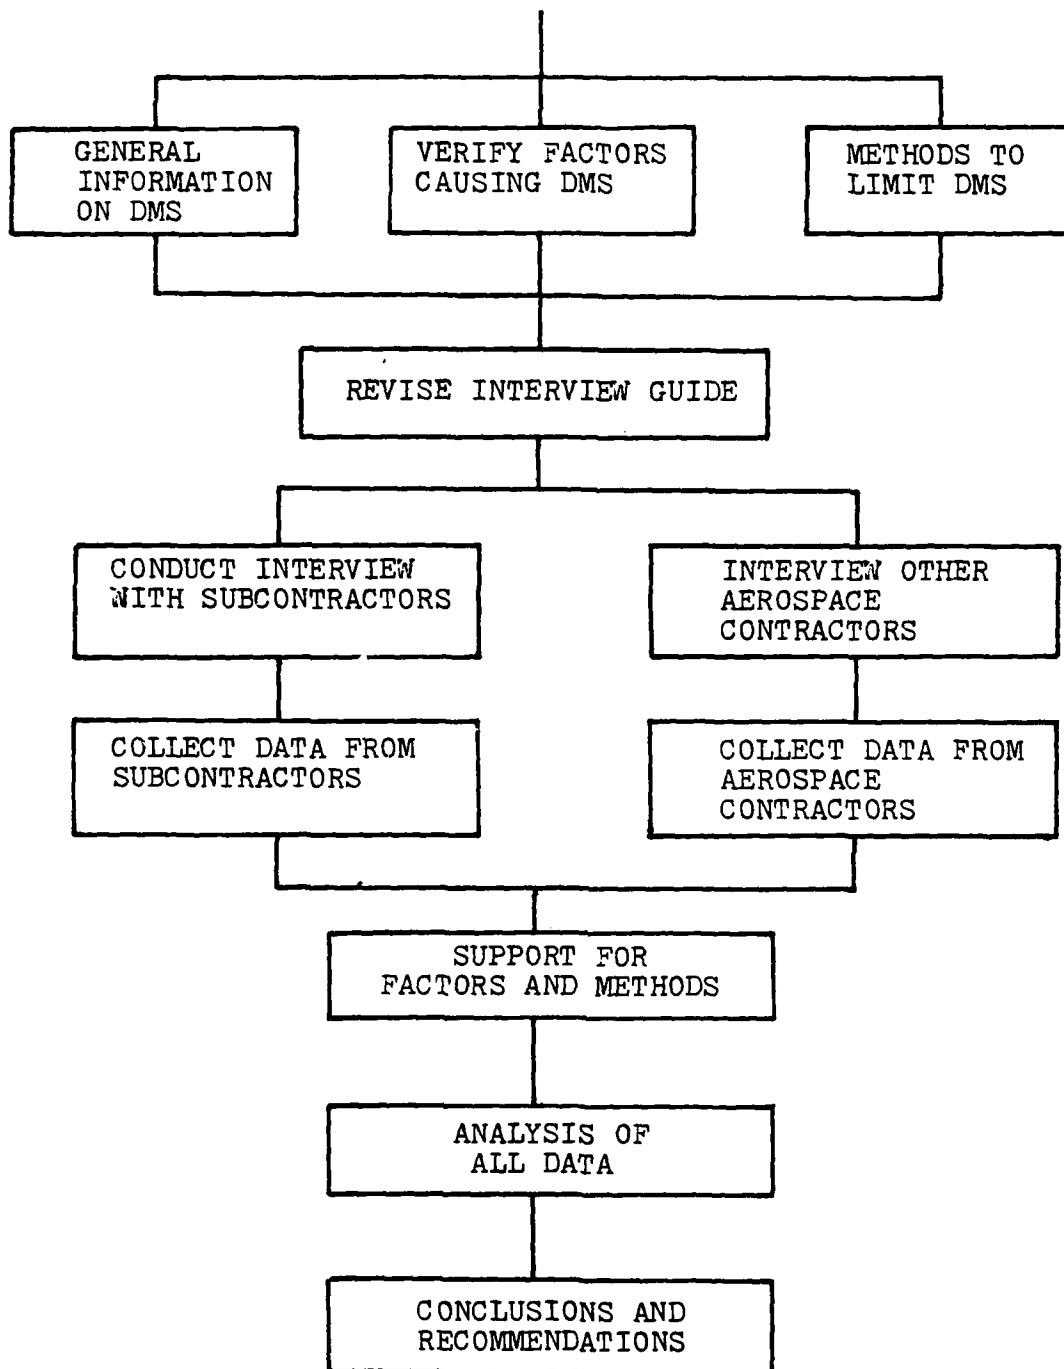 GENERAL
INFORMATION
ON DMS
VERIFY FACTORS
CAUSING DMS
METHODS TO
LIMIT DMS
REVISE INTERVIEW GUIDE
CONDUCT INTERVIEW
WITH SUBCONTRACTORS
INTERVIEW OTHER
AEROSPACE
CONTRACTORS
COLLECT DATA FROM
SUBCONTRACTORS
COLLECT DATA FROM
AEROSPACE
CONTRACTORS
SUPPORT FOR
FACTORS AND METHODS
ANALYSIS OF
ALL DATA
CONCLUSIONS AND
RECOMMENDATIONS